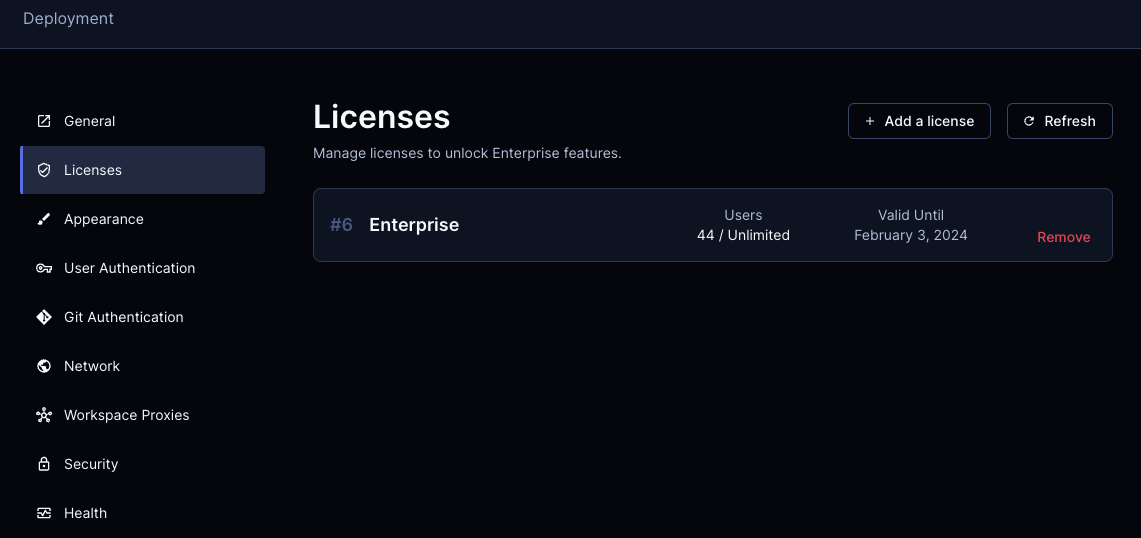 Deployment
General
Licenses
Appearance
User Authentication
Git Authentication
Network
Workspace Proxies
Security
Health
Licenses
Manage licenses to unlock Enterprise features.
+ Add a license
Refresh
#6 Enterprise
Users
44 / Unlimited
Valid Until
February 3, 2024
Remove